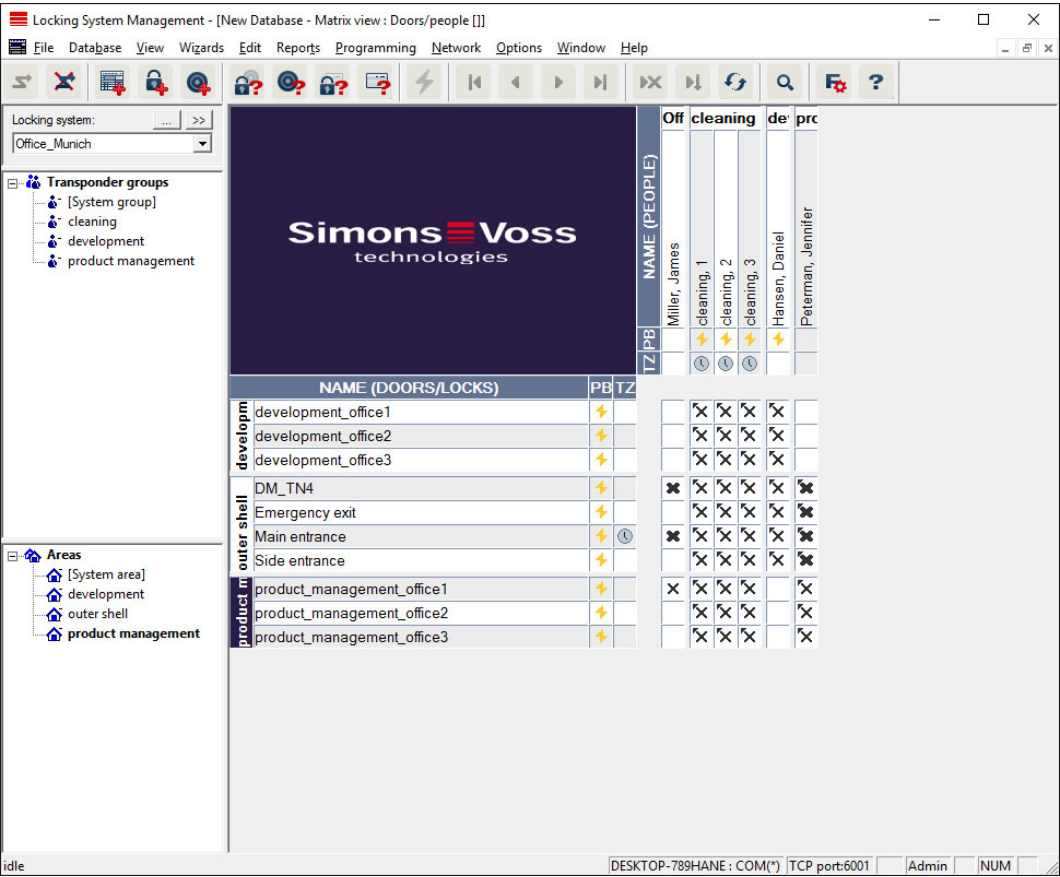 Locking System Management - [New Database - Matrix view : Doors/people []]
File Database View Wizards Edit Reports Programming Network Options Window Help
Locking system: ... >>
Office_Munich
Transponder groups
[System group]
cleaning
development
product management
Areas
[System area]
development
outer shell
product management
Simons Voss
technologies
NAME (PEOPLE)
PB
TZ
Off cleaning de pro
Miller, James
cleaning, 1
cleaning, 2
cleaning, 3
Hansen, Daniel
Peterman, Jennifer
NAME (DOORS/LOCKS) PB TZ
developm
development_office1
development_office2
development_office3
outer shell
DM_TN4
Emergency exit
Main entrance
Side entrance
product m
product_management_office1
product_management_office2
product_management_office3
idle DESKTOP-789HANE : COM(*) TCP port:6001 Admin NUM